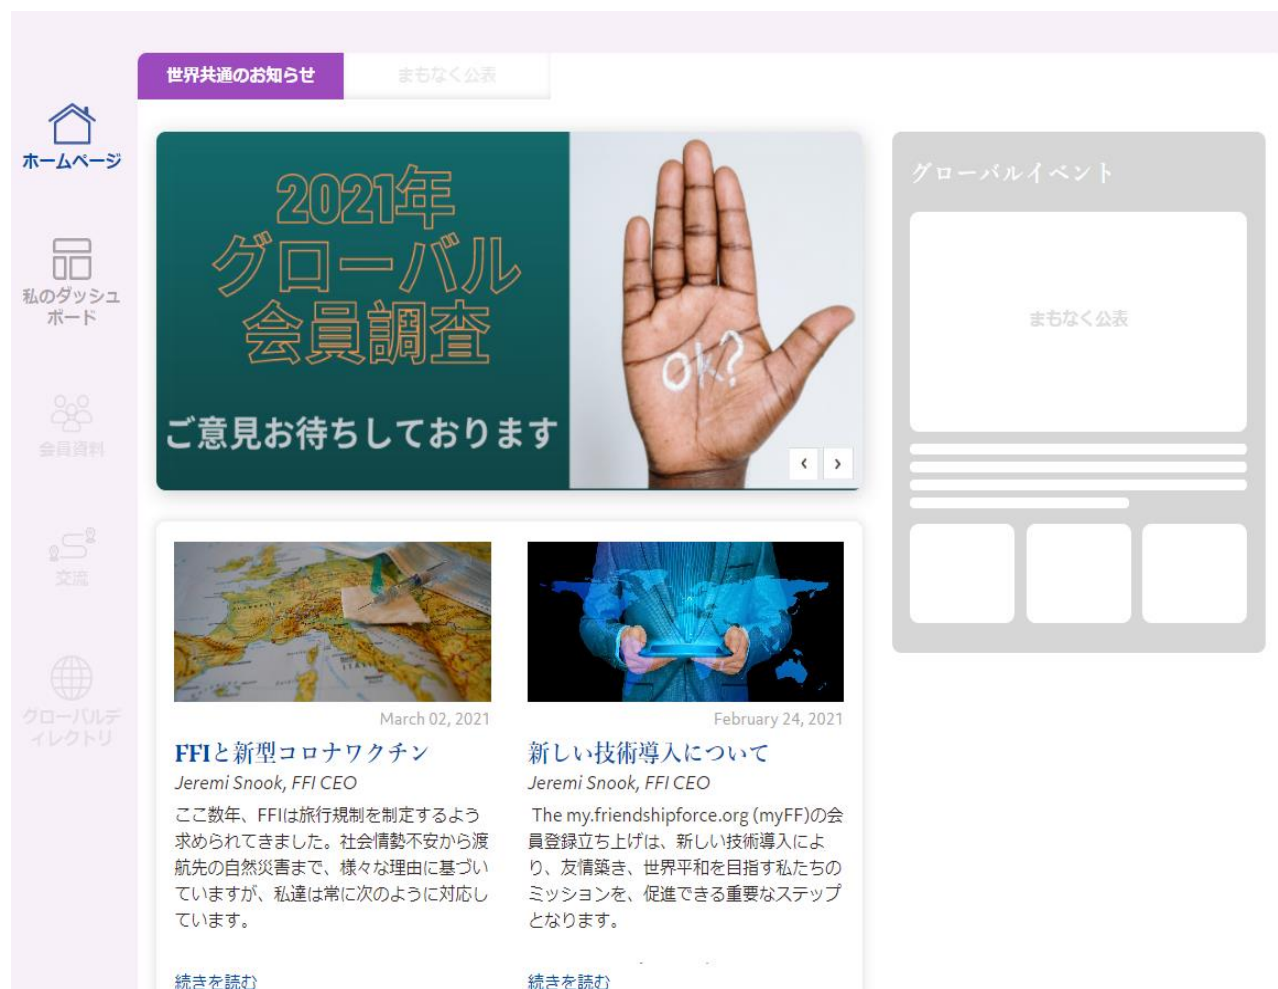 世界共通のお知らせ
まもなく公表
ホームページ
私のダッシュ
ボード
会員資料
交流
グローバルデ
ィレクトリ
2021年
グローバル
会員調査
ご意見お待ちしております
ok?
グローバルイベント
まもなく公表
March 02, 2021
FFIと新型コロナワクチン
Jeremi Snook, FFI CEO
ここ数年、FFIは旅行規制を制定するよう
求められてきました。社会情勢不安から渡
航先の自然災害まで、様々な理由に基づい
ていますが、私達は常に次のように対応し
ています。
続きを読む
February 24, 2021
新しい技術導入について
Jeremi Snook, FFI CEO
The my.friendshipforce.org (myFF)の会
員登録立ち上げは、新しい技術導入によ
り、友情築き、世界平和を目指す私たちの
ミッションを、促進できる重要なステップ
となります。
続きを読む